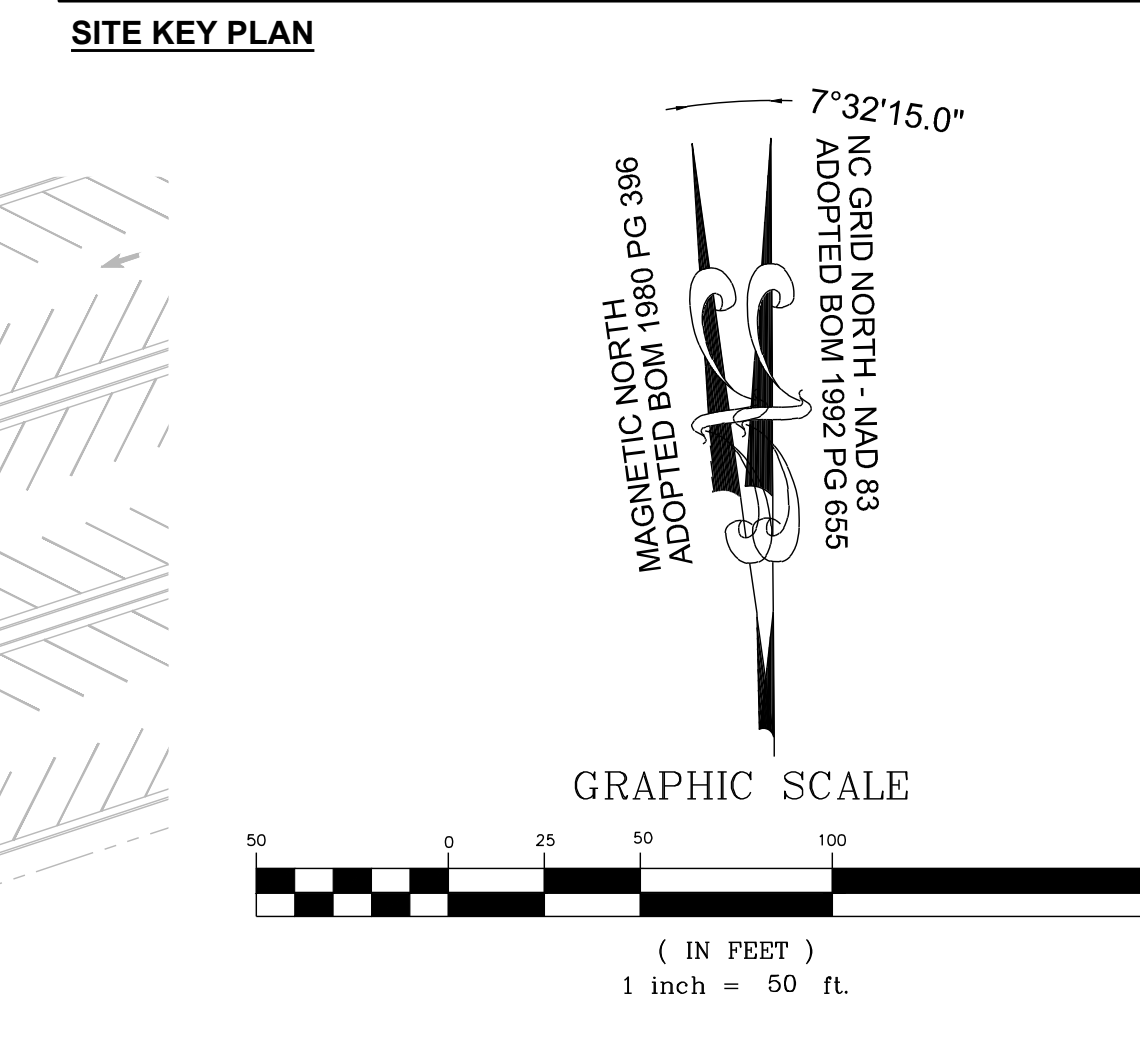 SITE KEY PLAN
7°32'15.0"
MAGNETIC NORTH
ADOPTED BOM 1980 PG 396
NC GRID NORTH - NAD 83
ADOPTED BOM 1992 PG 655
GRAPHIC SCALE
50 0 25 50 100
( IN FEET )
1 inch = 50 ft.